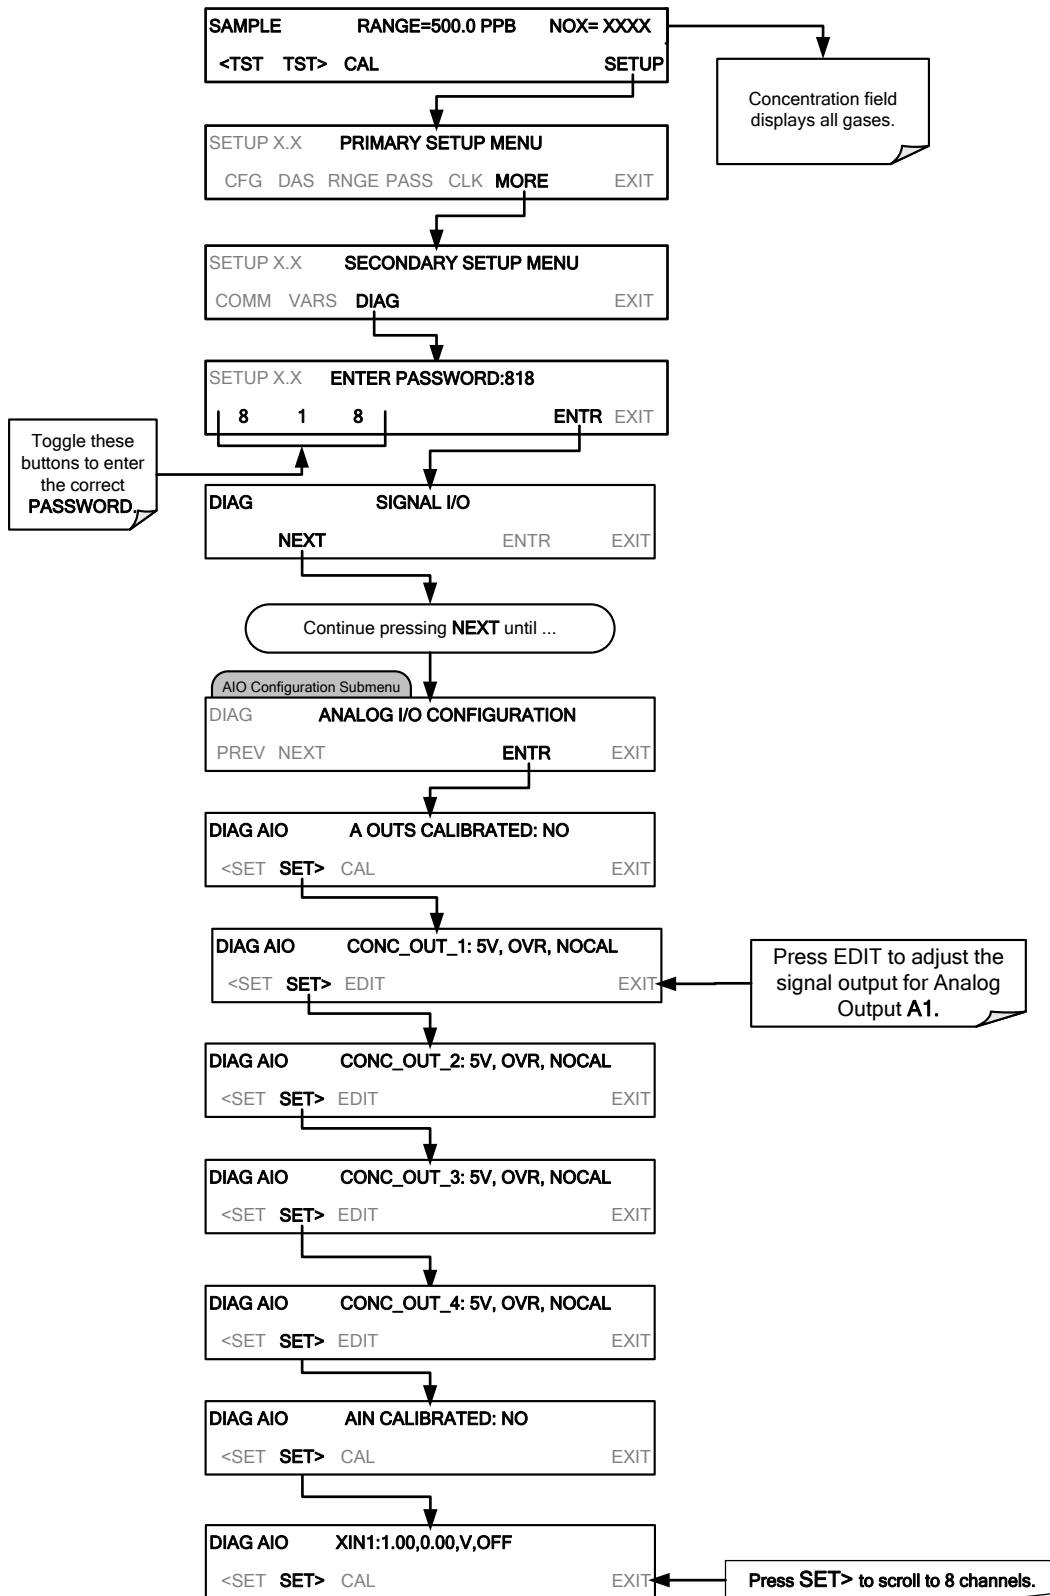 SAMPLE RANGE=500.0 PPB NOX= XXXX
<TST TST> CAL SETUP
Concentration field
displays all gases.
SETUP X.X PRIMARY SETUP MENU
CFG DAS RNGE PASS CLK MORE EXIT
SETUP X.X SECONDARY SETUP MENU
COMM VARS DIAG EXIT
SETUP X.X ENTER PASSWORD:818
8 1 8 ENTR EXIT
Toggle these
buttons to enter
the correct
PASSWORD.
DIAG SIGNAL I/O
NEXT ENTR EXIT
Continue pressing NEXT until ...
AIO Configuration Submenu
DIAG ANALOG I/O CONFIGURATION
PREV NEXT ENTR EXIT
DIAG AIO A OUTS CALIBRATED: NO
<SET SET> CAL EXIT
DIAG AIO CONC_OUT_1: 5V, OVR, NOCAL
<SET SET> EDIT EXIT
Press EDIT to adjust the
signal output for Analog
Output A1.
DIAG AIO CONC_OUT_2: 5V, OVR, NOCAL
<SET SET> EDIT EXIT
DIAG AIO CONC_OUT_3: 5V, OVR, NOCAL
<SET SET> EDIT EXIT
DIAG AIO CONC_OUT_4: 5V, OVR, NOCAL
<SET SET> EDIT EXIT
DIAG AIO AIN CALIBRATED: NO
<SET SET> CAL EXIT
DIAG AIO XIN1:1.00,0.00,V,OFF
<SET SET> CAL EXIT
Press SET> to scroll to 8 channels.